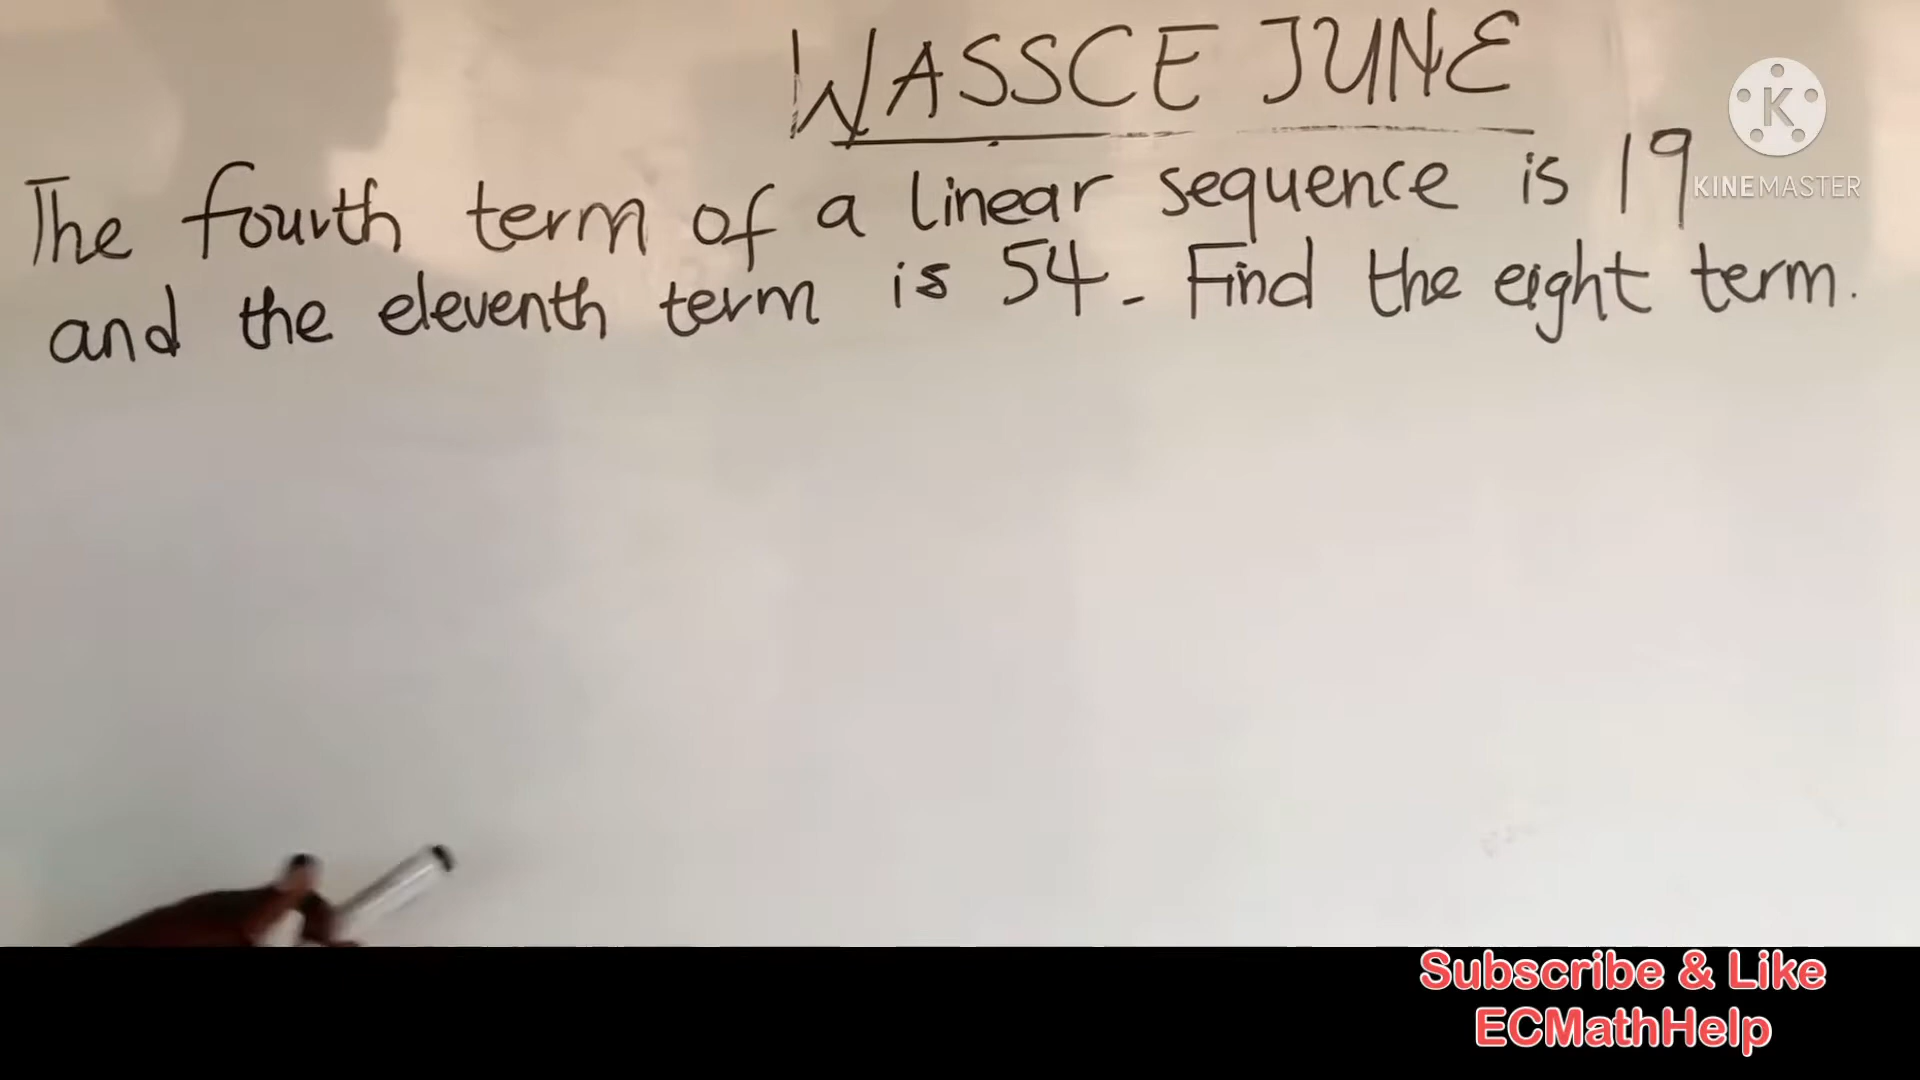 WASSCE JUNE
K
KINEMASTER
The fourth term of a linear sequence is 19
and the eleventh term is 54. Find the eight term.
Subscribe & Like
ECMathHelp